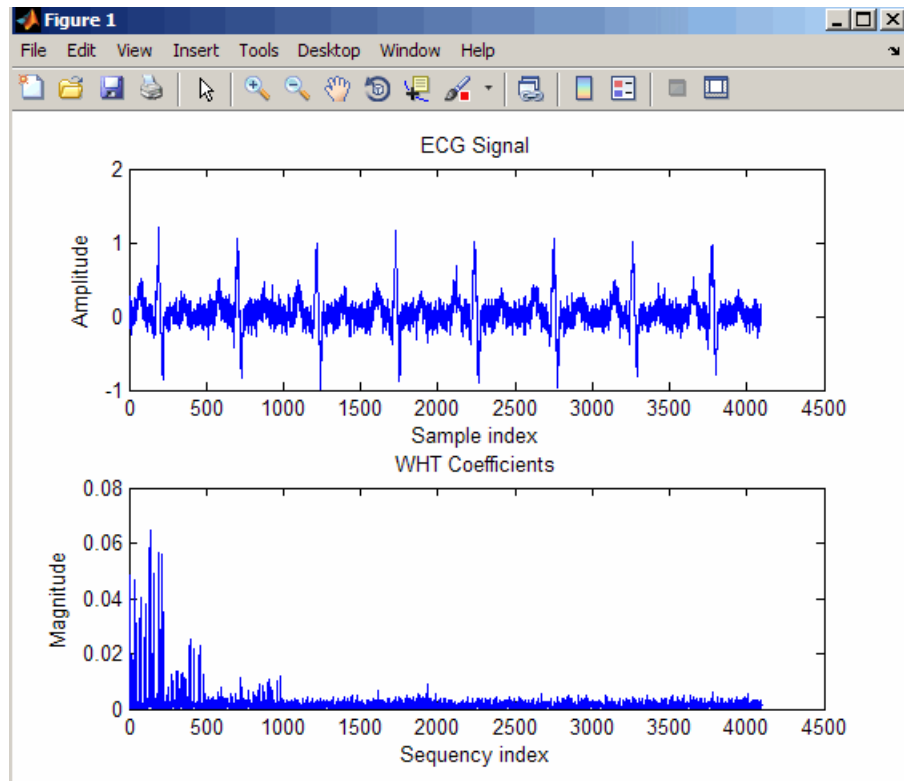 Figure 1
File Edit View Insert Tools Desktop Window Help
ECG Signal
2
1
0
-1
Amplitude
0 500 1000 1500 2000 2500 3000 3500 4000 4500
Sample index
WHT Coefficients
0.08
0.06
0.04
0.02
0
Magnitude
0 500 1000 1500 2000 2500 3000 3500 4000 4500
Sequency index